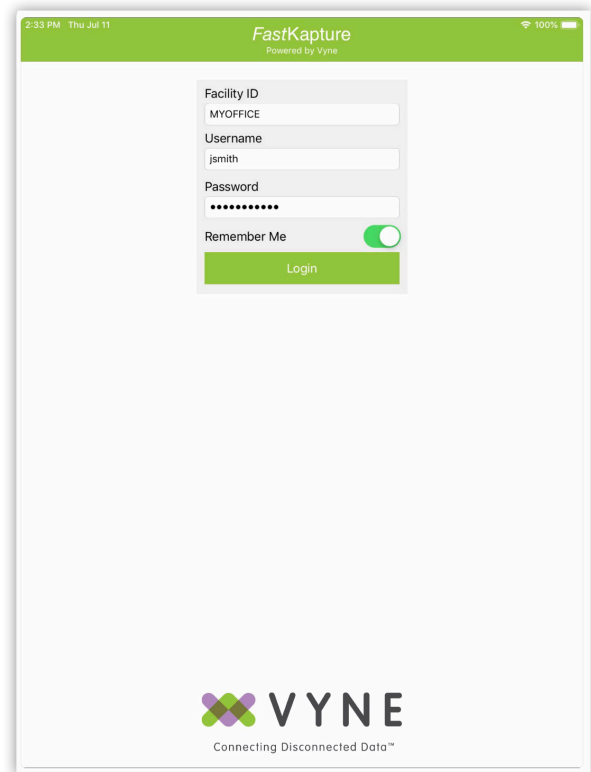 2:33 PM Thu Jul 11
100%
FastKapture
Powered by Vyne
Facility ID
MYOFFICE
Username
jsmith
Password
•••••••••••
Remember Me
Login
VYNE
Connecting Disconnected Data™